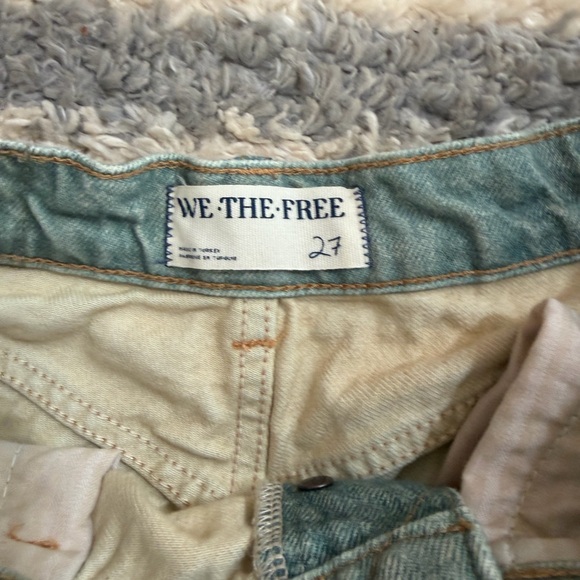 WE·THE·FREE
27
MADE IN TURKEY
FABRIQUÉ EN TURQUIE